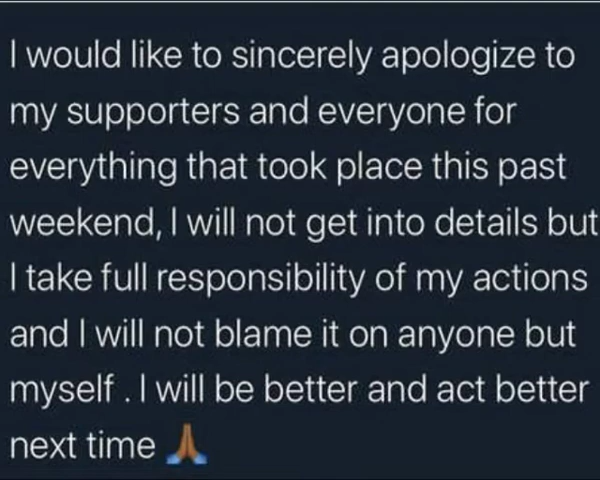 I would like to sincerely apologize to
my supporters and everyone for
everything that took place this past
weekend, I will not get into details but
I take full responsibility of my actions
and I will not blame it on anyone but
myself . I will be better and act better
next time 🙏🏾